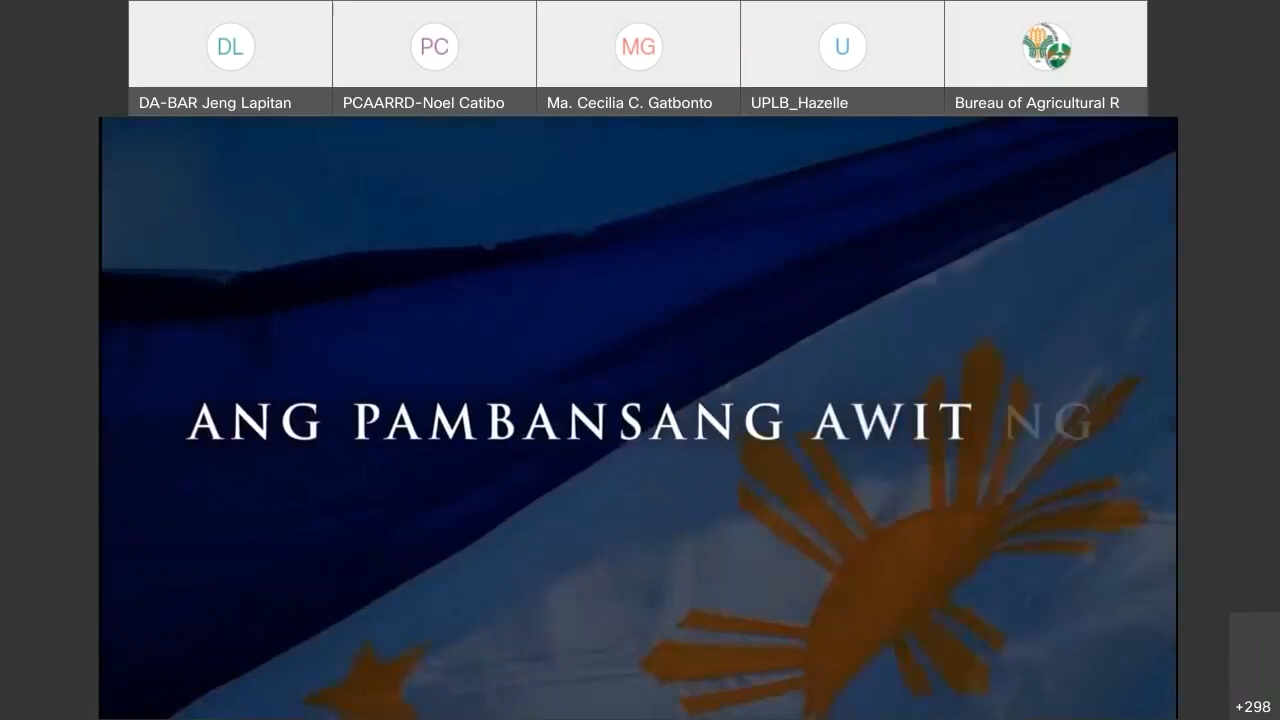 DL
PC
MG
U
DA-BAR Jeng Lapitan
PCAARRD-Noel Catibo
Ma. Cecilia C. Gatbonto
UPLB_Hazelle
Bureau of Agricultural R
ANG PAMBANSANG AWIT NG
+298